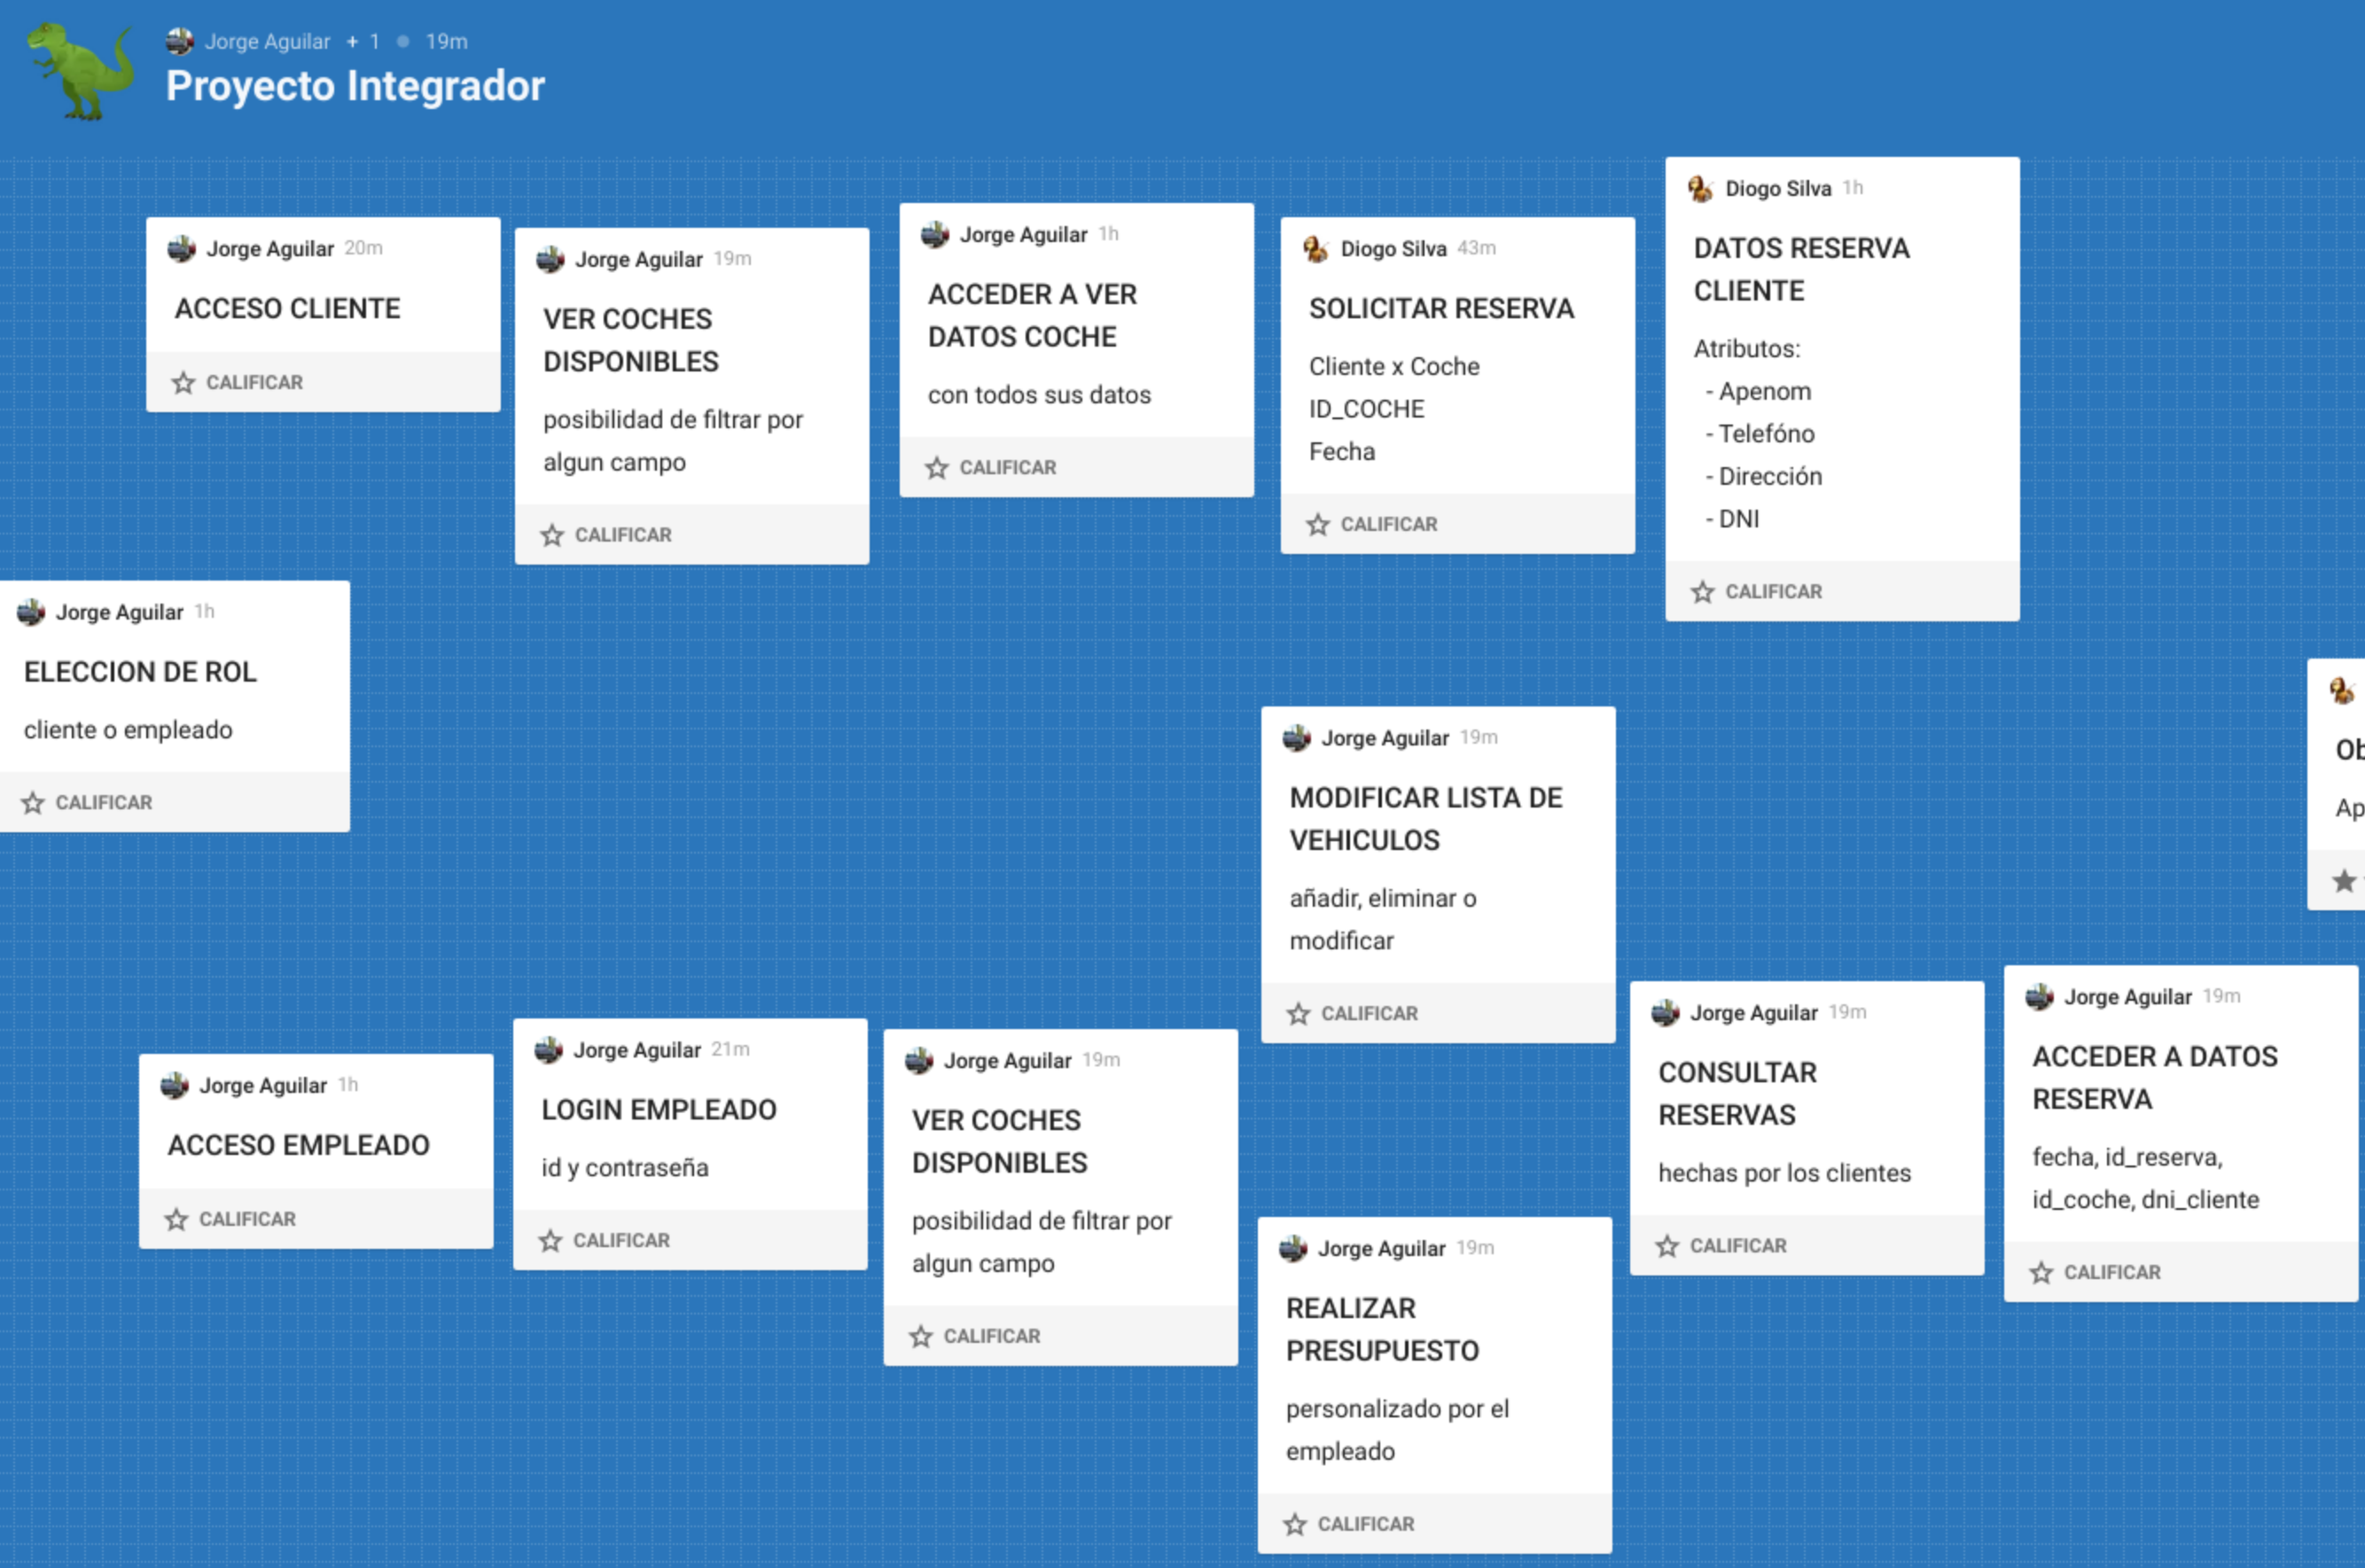 Jorge Aguilar + 1 19m
Proyecto Integrador
Jorge Aguilar 20m
ACCESO CLIENTE
CALIFICAR
Jorge Aguilar 19m
VER COCHES
DISPONIBLES
posibilidad de filtrar por
algun campo
CALIFICAR
Jorge Aguilar 1h
ACCEDER A VER
DATOS COCHE
con todos sus datos
CALIFICAR
Diogo Silva 43m
SOLICITAR RESERVA
Cliente x Coche
ID_COCHE
Fecha
CALIFICAR
Diogo Silva 1h
DATOS RESERVA
CLIENTE
Atributos:
- Apenom
- Telefóno
- Dirección
- DNI
CALIFICAR
Jorge Aguilar 1h
ELECCION DE ROL
cliente o empleado
CALIFICAR
Jorge Aguilar 19m
MODIFICAR LISTA DE
VEHICULOS
añadir, eliminar o
modificar
CALIFICAR
Ob
Ap
Jorge Aguilar 1h
ACCESO EMPLEADO
CALIFICAR
Jorge Aguilar 21m
LOGIN EMPLEADO
id y contraseña
CALIFICAR
Jorge Aguilar 19m
VER COCHES
DISPONIBLES
posibilidad de filtrar por
algun campo
CALIFICAR
Jorge Aguilar 19m
REALIZAR
PRESUPUESTO
personalizado por el
empleado
CALIFICAR
Jorge Aguilar 19m
CONSULTAR
RESERVAS
hechas por los clientes
CALIFICAR
Jorge Aguilar 19m
ACCEDER A DATOS
RESERVA
fecha, id_reserva,
id_coche, dni_cliente
CALIFICAR